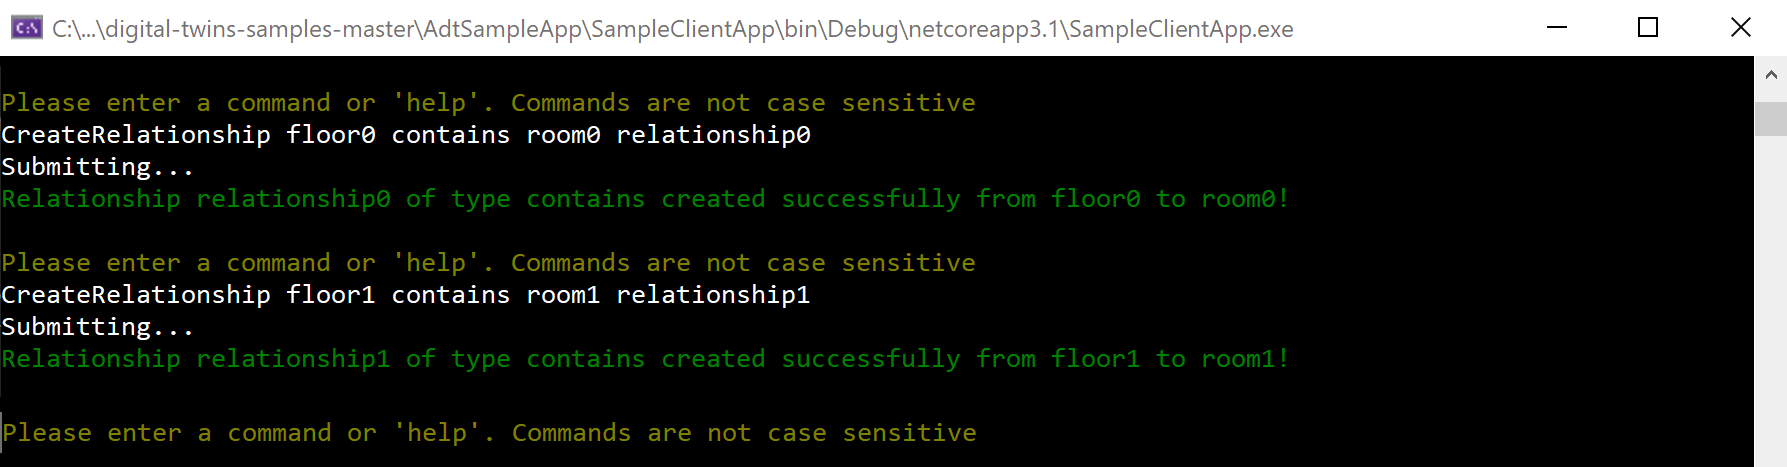 C:\...\digital-twins-samples-master\AdtSampleApp\SampleClientApp\bin\Debug\netcoreapp3.1\SampleClientApp.exe
Please enter a command or 'help'. Commands are not case sensitive
CreateRelationship floor0 contains room0 relationship0
Submitting...
Relationship relationship0 of type contains created successfully from floor0 to room0!
Please enter a command or 'help'. Commands are not case sensitive
CreateRelationship floor1 contains room1 relationship1
Submitting...
Relationship relationship1 of type contains created successfully from floor1 to room1!
Please enter a command or 'help'. Commands are not case sensitive